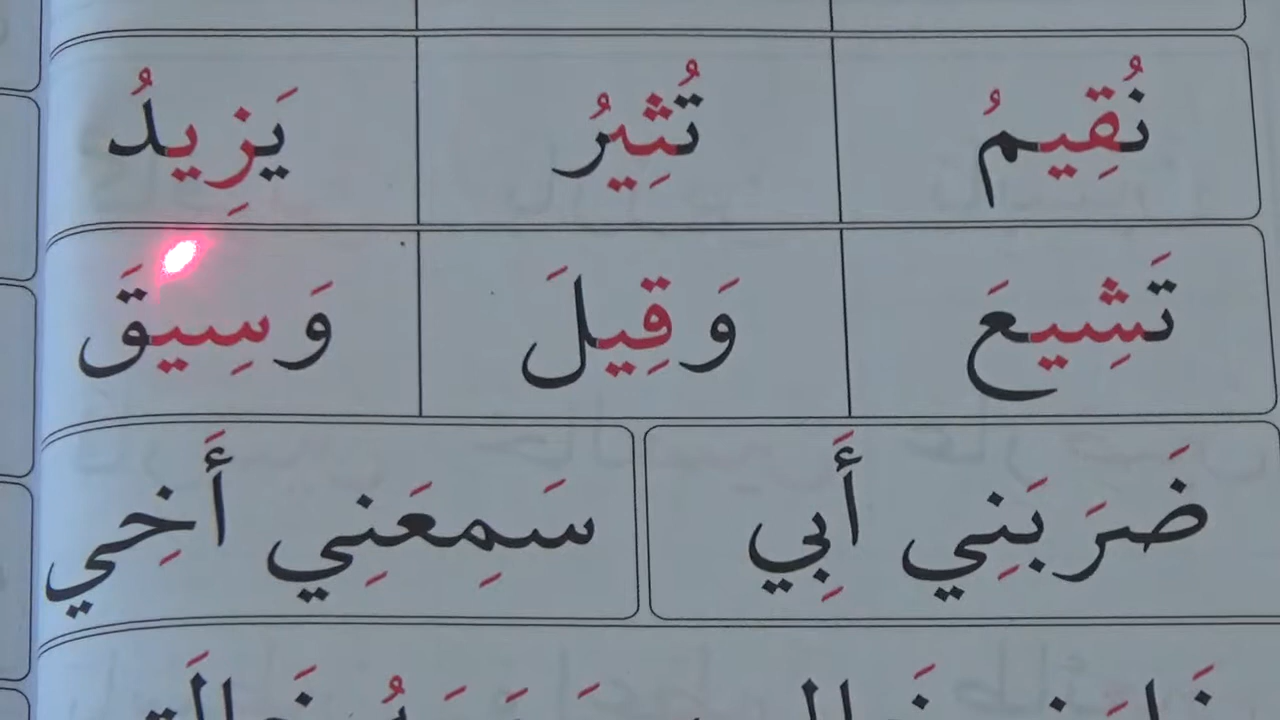 نُقِيمُ تُثِيرُ يَزِيدُ
تَشِيعَ وَقِيلَ وَسِيقَ
ضَرَبَنِي أَبِي سَمِعَنِي أَخِي